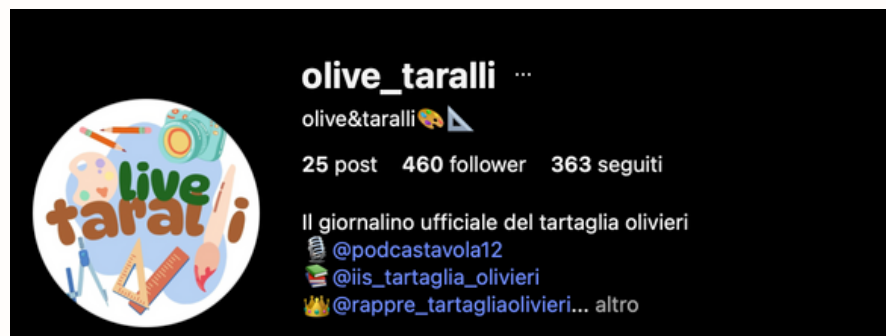 olive_taralli ...
olive&taralli🎨📐
25 post 460 follower 363 seguiti
Il giornalino ufficiale del tartaglia olivieri
🎙️@podcastavola12
📚@iis_tartaglia_olivieri
👑@rappre_tartagliaolivieri... altro
live
taralli